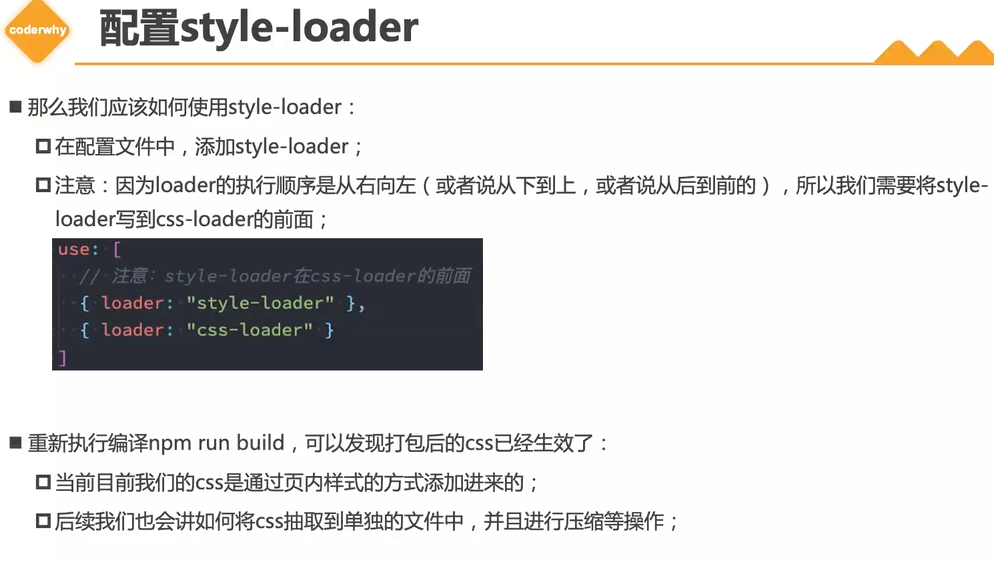 coderwhy
配置style-loader
那么我们应该如何使用style-loader：
在配置文件中，添加style-loader；
注意：因为loader的执行顺序是从右向左（或者说从下到上，或者说从后到前的），所以我们需要将style-
loader写到css-loader的前面；
use: [
// 注意：style-loader在css-loader的前面
{ loader: "style-loader" },
{ loader: "css-loader" }
]
重新执行编译npm run build，可以发现打包后的css已经生效了：
当前目前我们的css是通过页内样式的方式添加进来的；
后续我们也会讲如何将css抽取到单独的文件中，并且进行压缩等操作；